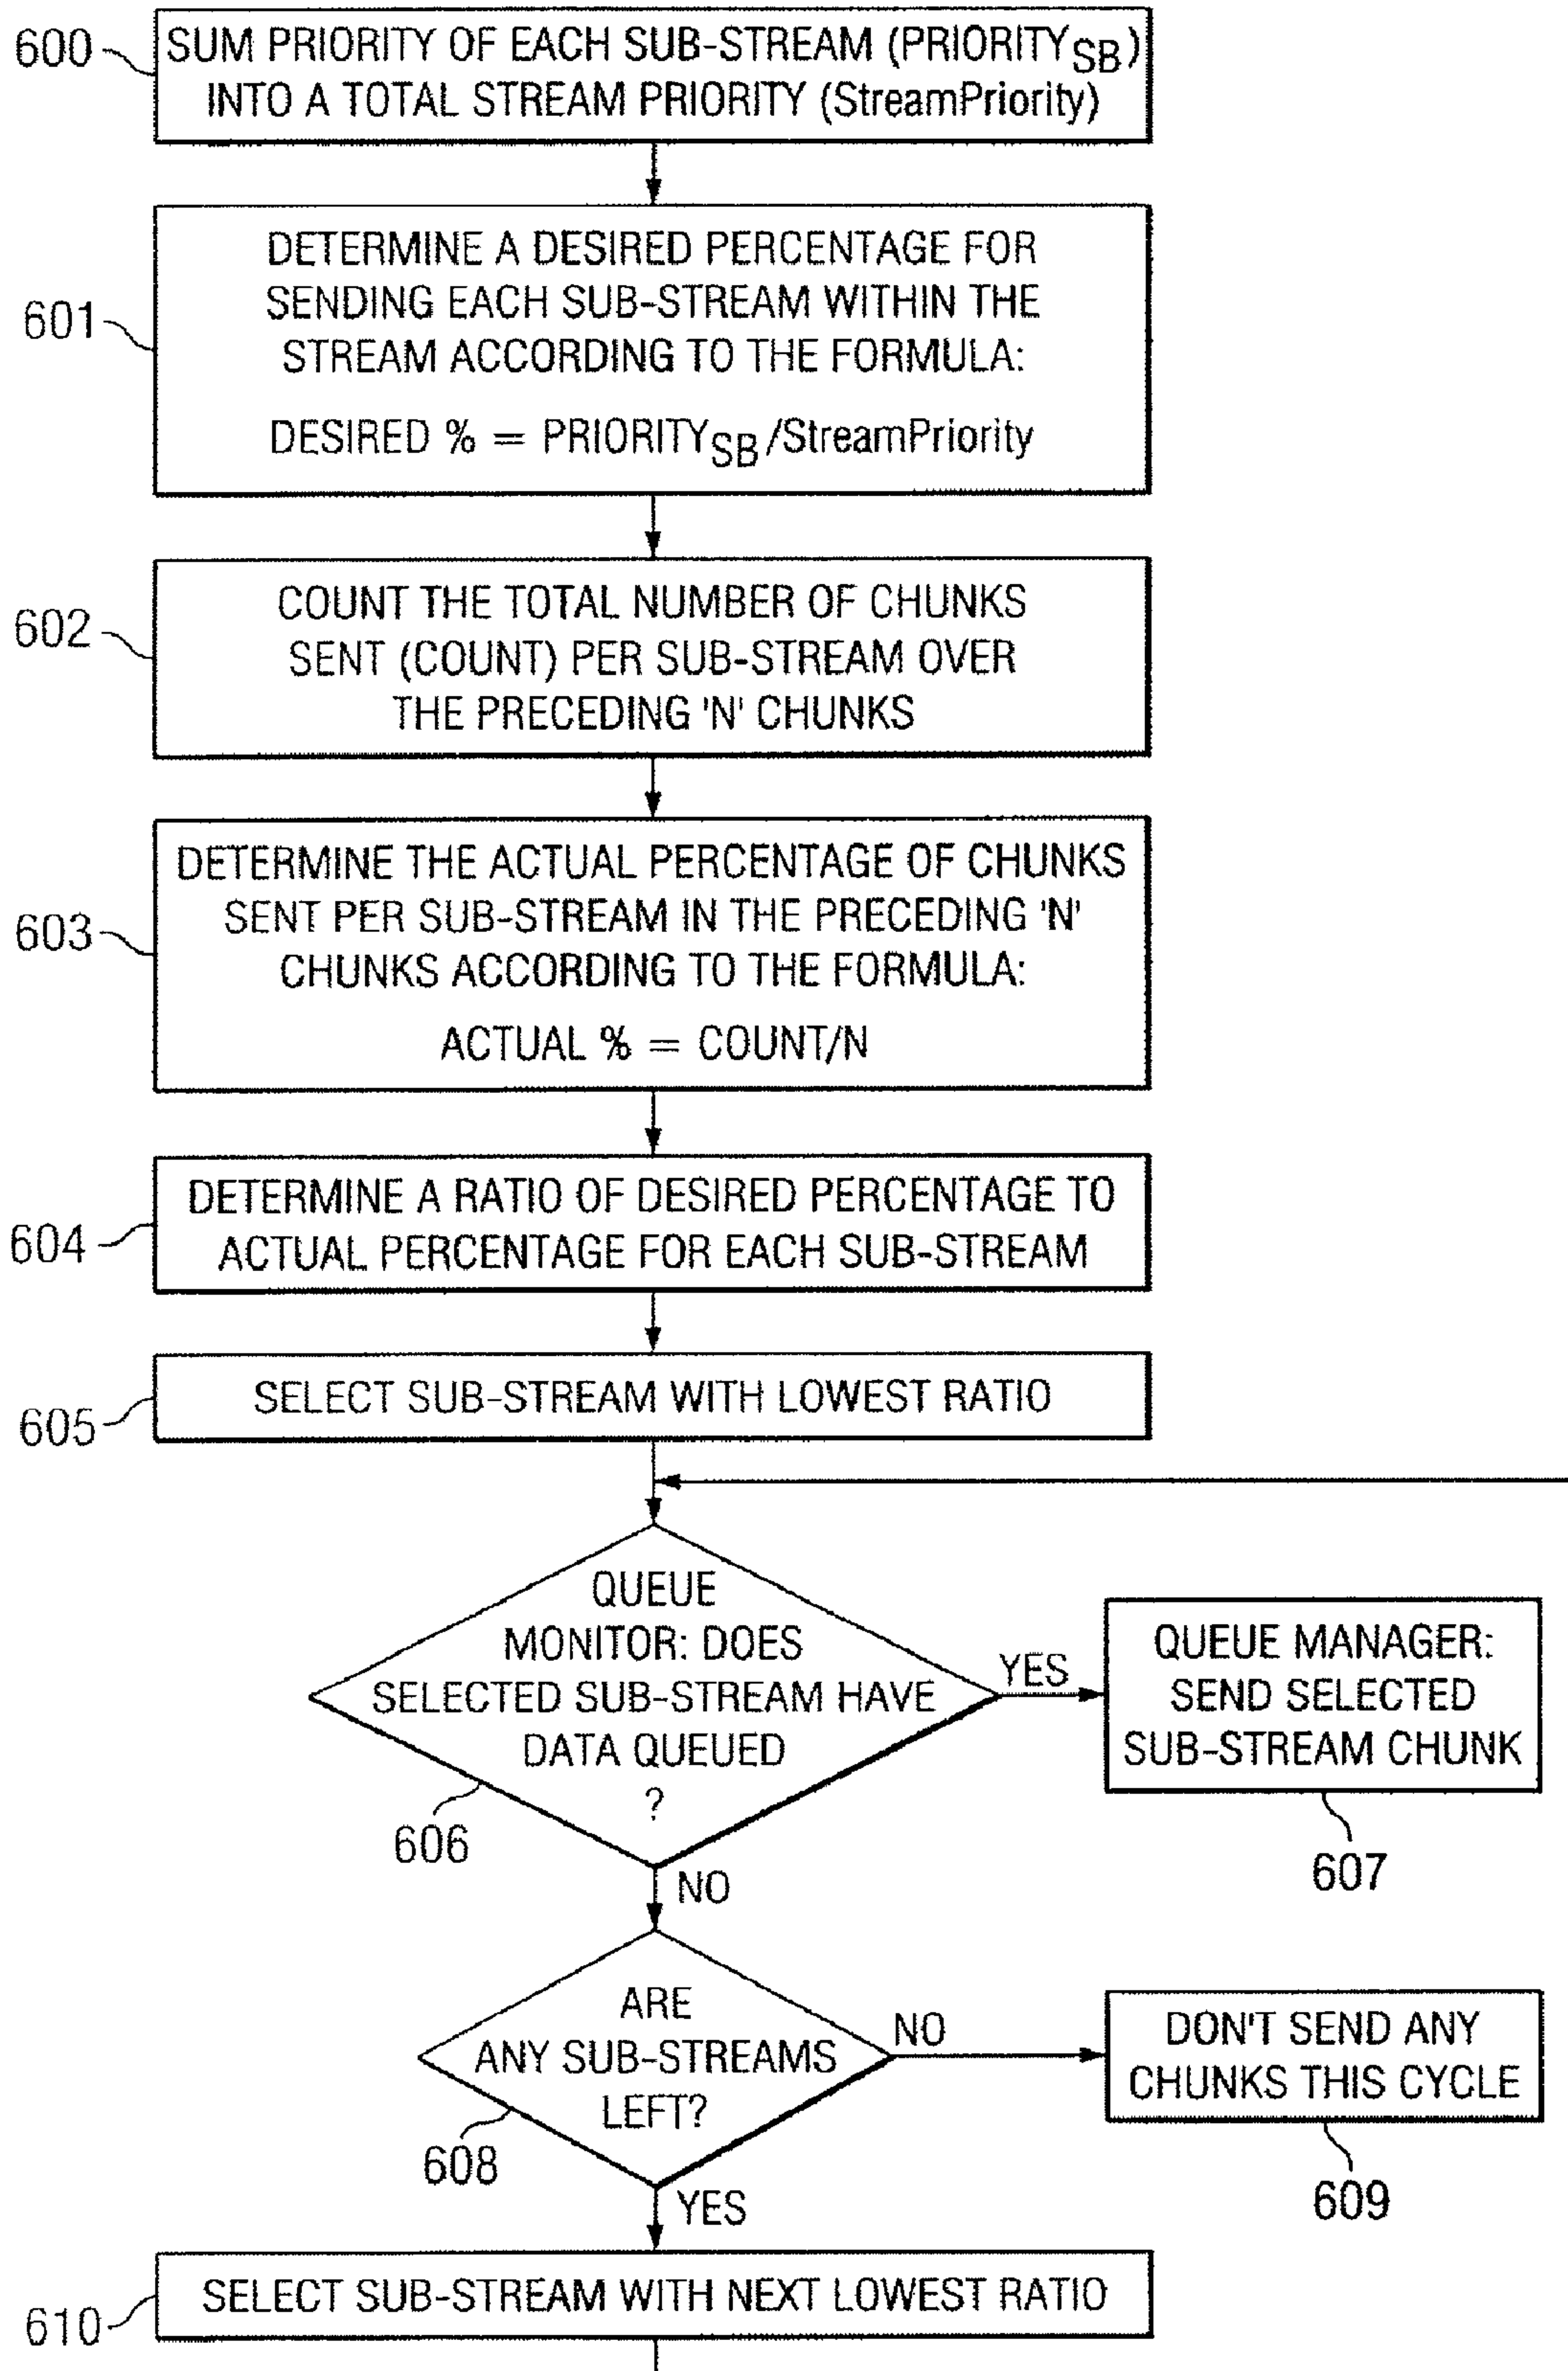 600
SUM PRIORITY OF EACH SUB-STREAM (PRIORITYSB)
INTO A TOTAL STREAM PRIORITY (StreamPriority)
601
DETERMINE A DESIRED PERCENTAGE FOR
SENDING EACH SUB-STREAM WITHIN THE
STREAM ACCORDING TO THE FORMULA:
DESIRED % = PRIORITYSB/StreamPriority
602
COUNT THE TOTAL NUMBER OF CHUNKS
SENT (COUNT) PER SUB-STREAM OVER
THE PRECEDING 'N' CHUNKS
603
DETERMINE THE ACTUAL PERCENTAGE OF CHUNKS
SENT PER SUB-STREAM IN THE PRECEDING 'N'
CHUNKS ACCORDING TO THE FORMULA:
ACTUAL % = COUNT/N
604
DETERMINE A RATIO OF DESIRED PERCENTAGE TO
ACTUAL PERCENTAGE FOR EACH SUB-STREAM
605
SELECT SUB-STREAM WITH LOWEST RATIO
QUEUE
MONITOR: DOES
SELECTED SUB-STREAM HAVE
DATA QUEUED
?
606
YES
QUEUE MANAGER:
SEND SELECTED
SUB-STREAM CHUNK
607
NO
ARE
ANY SUB-STREAMS
LEFT?
608
NO
DON'T SEND ANY
CHUNKS THIS CYCLE
609
YES
610
SELECT SUB-STREAM WITH NEXT LOWEST RATIO